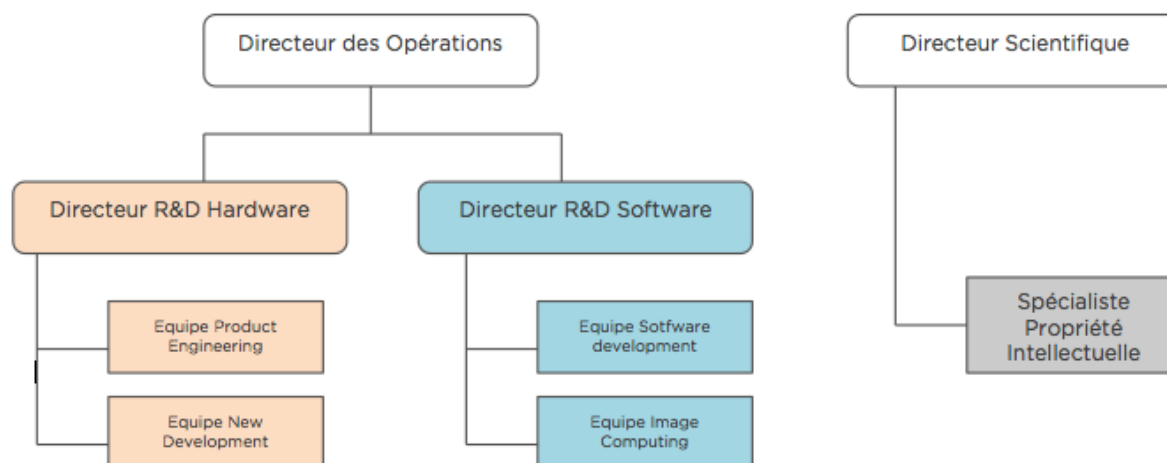 Directeur des Opérations
Directeur Scientifique
Directeur R&D Hardware
Directeur R&D Software
Equipe Product
Engineering
Equipe Sotfware
development
Spécialiste
Propriété
Intellectuelle
Equipe New
Development
Equipe Image
Computing